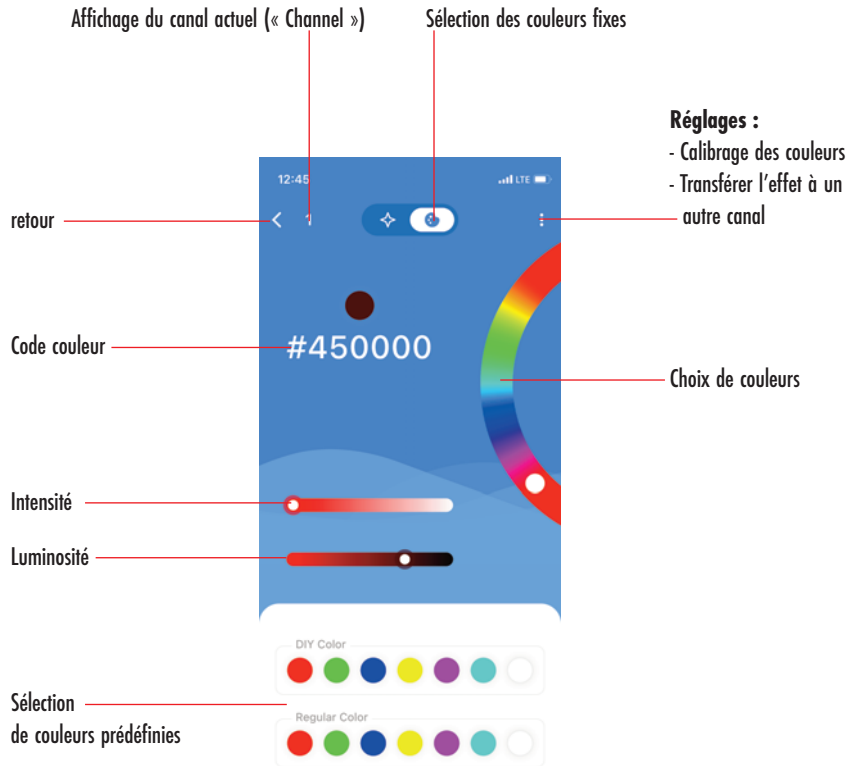 Affichage du canal actuel (« Channel »)
Sélection des couleurs fixes
Réglages :
- Calibrage des couleurs
- Transférer l'effet à un
autre canal
12:45
LTE
retour
1
Code couleur
#450000
Choix de couleurs
Intensité
Luminosité
DIY Color
Sélection
de couleurs prédéfinies
Regular Color